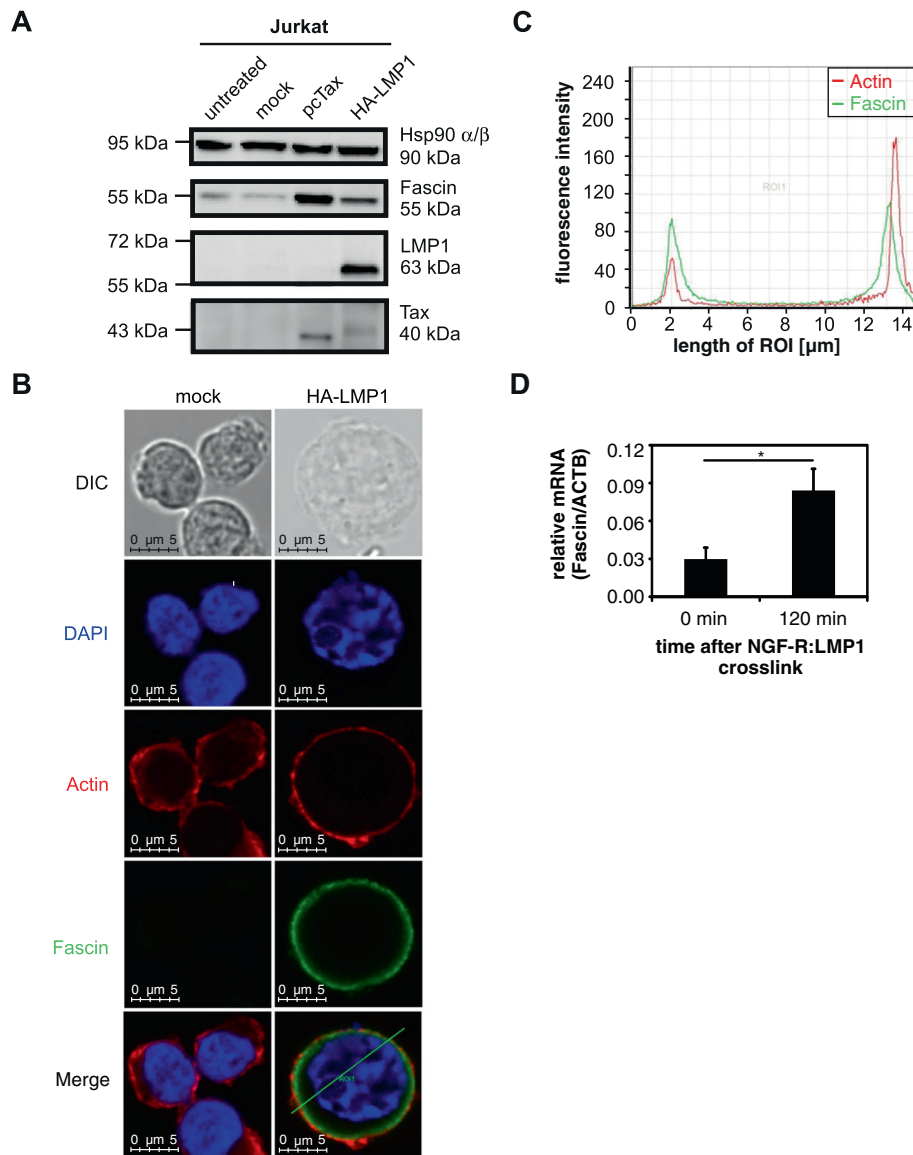 A
Jurkat
untreated
mock
pcTax
HA-LMP1
95 kDa
Hsp90 α/β
90 kDa
55 kDa
Fascin
55 kDa
72 kDa
55 kDa
LMP1
63 kDa
43 kDa
Tax
40 kDa
B
mock
HA-LMP1
DIC
0 µm 5
0 µm 5
DAPI
0 µm 5
0 µm 5
Actin
0 µm 5
0 µm 5
Fascin
0 µm 5
0 µm 5
Merge
0 µm 5
0 µm 5
ROI1
C
fluorescence intensity
240
200
160
120
80
40
0
Actin
Fascin
ROI1
0 2 4 6 8 10 12 14
length of ROI [µm]
D
relative mRNA
(Fascin/ACTB)
0.12
0.09
0.06
0.03
0.00
*
0 min 120 min
time after NGF-R:LMP1
crosslink